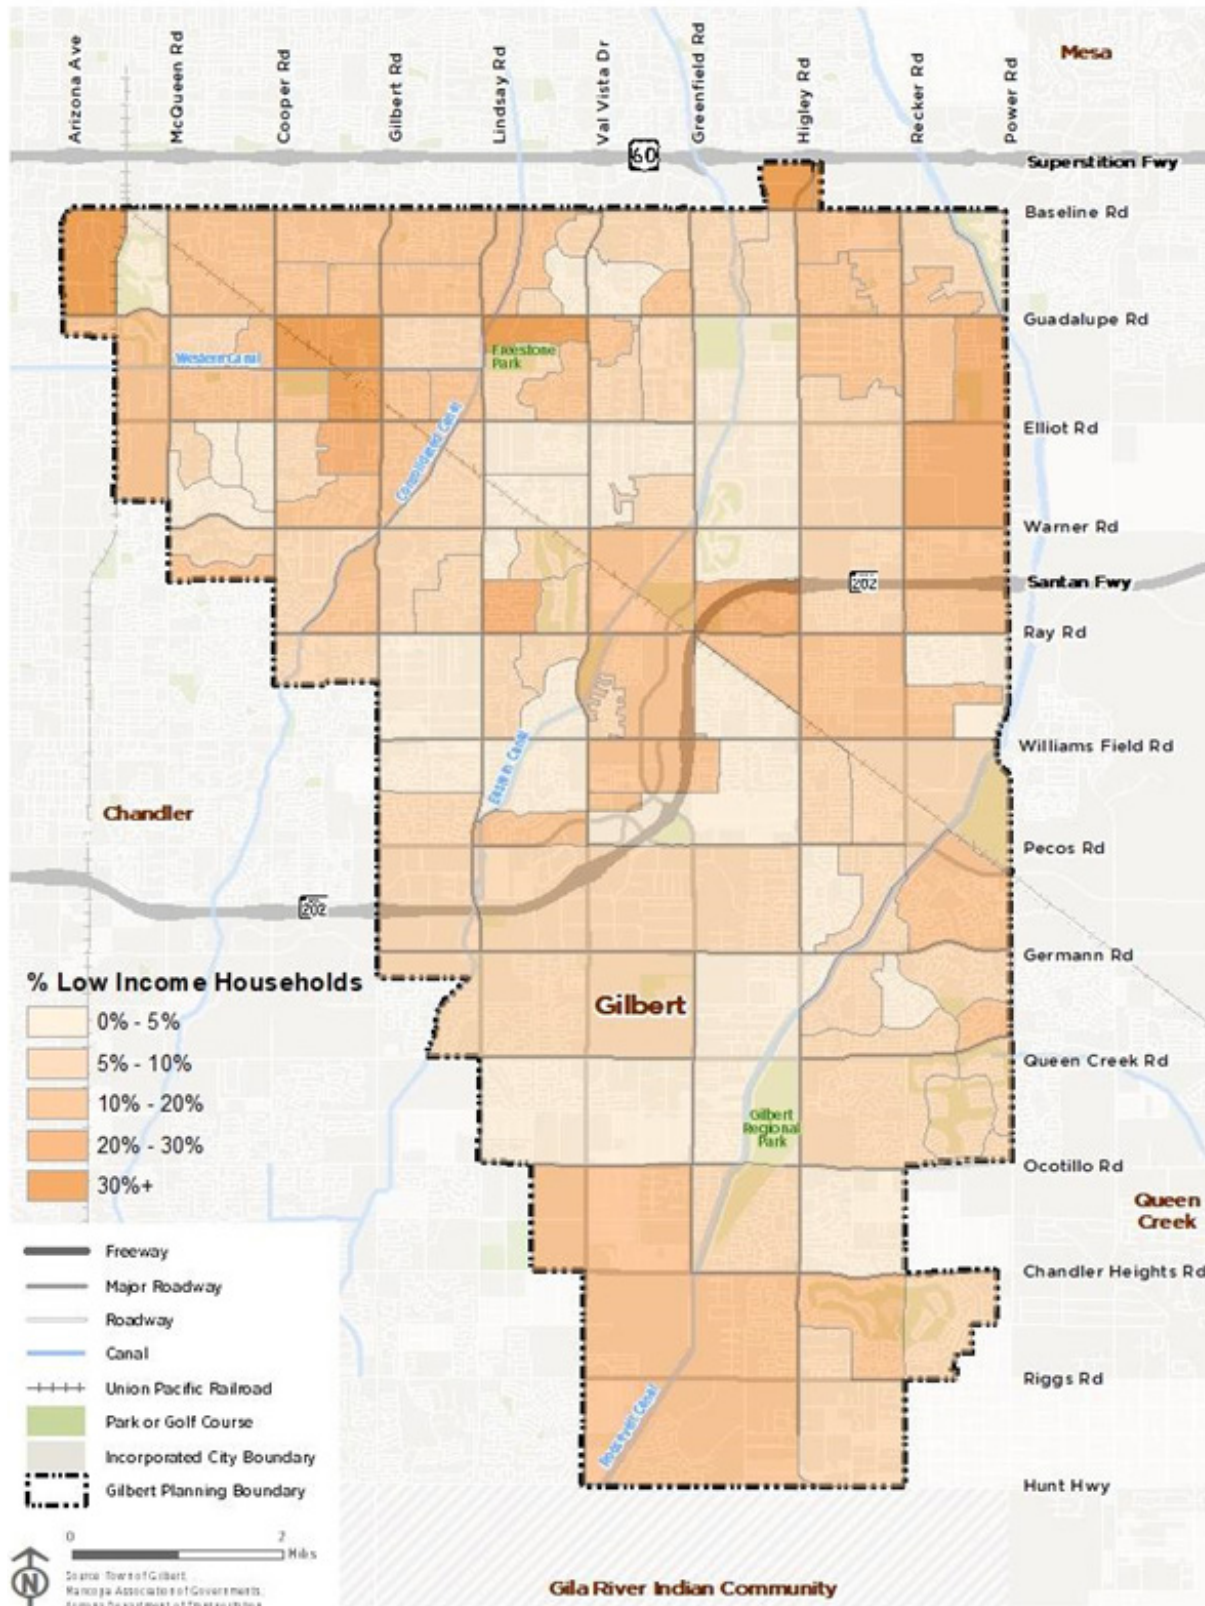 Arizona Ave
McQueen Rd
Cooper Rd
Gilbert Rd
Lindsay Rd
Val Vista Dr
Greenfield Rd
Higley Rd
Recker Rd
Power Rd
Mesa
60
Superstition Fwy
Baseline Rd
Guadalupe Rd
Western Canal
Freestone
Park
Elliot Rd
Consolidated Canal
Warner Rd
202
Santan Fwy
Ray Rd
Williams Field Rd
Eastern Canal
Chandler
Pecos Rd
202
Germann Rd
% Low Income Households
0% - 5%
5% - 10%
10% - 20%
20% - 30%
30%+
Gilbert
Queen Creek Rd
Gilbert
Regional
Park
Ocotillo Rd
Queen
Creek
Chandler Heights Rd
Riggs Rd
Roosevelt Canal
Hunt Hwy
Freeway
Major Roadway
Roadway
Canal
Union Pacific Railroad
Park or Golf Course
Incorporated City Boundary
Gilbert Planning Boundary
0 2
Miles
N
Source: Town of Gilbert,
Maricopa Association of Governments,
Arizona Department of Transportation
Gila River Indian Community